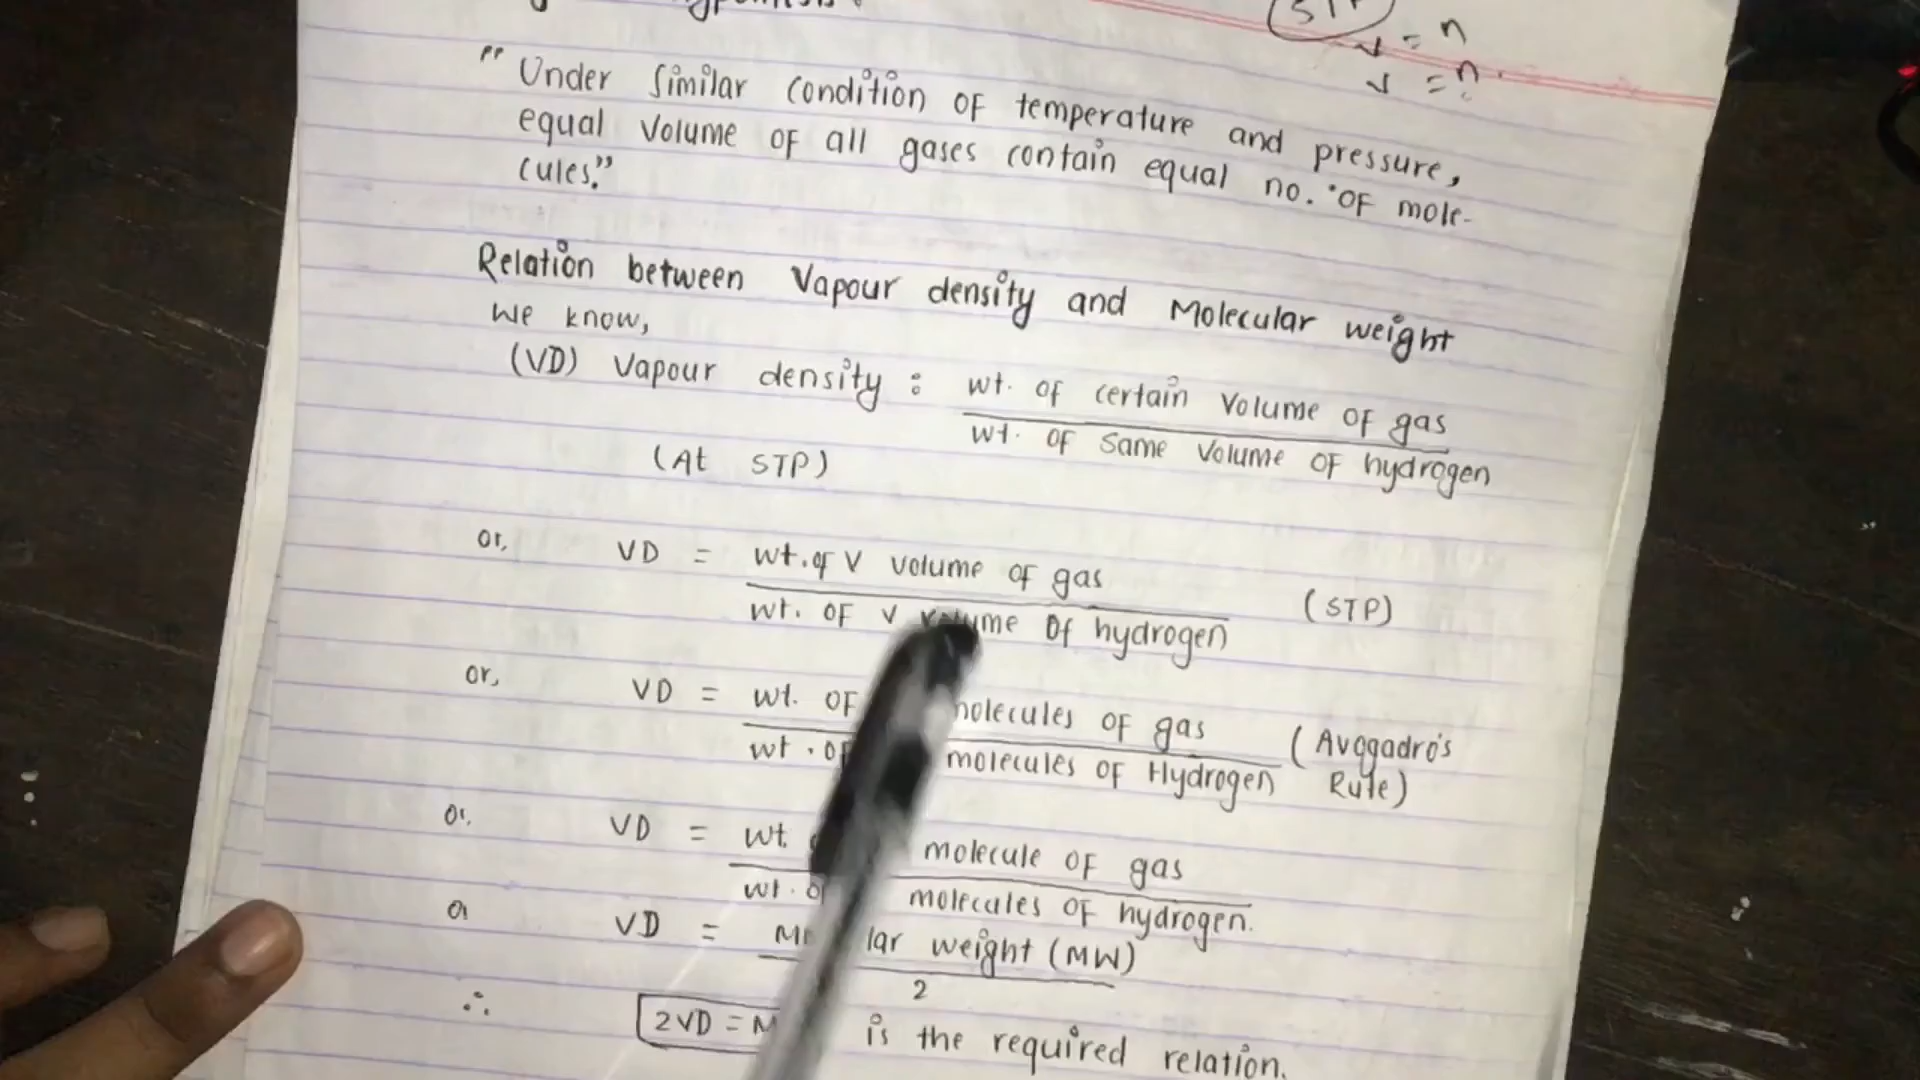 STP
V = n
V = n
" Under similar condition of temperature and pressure,
equal volume of all gases contain equal no. of mole-
cules."
Relation between Vapour density and Molecular weight
We know,
(VD) Vapour density : wt. of certain volume of gas
wt. of same volume of hydrogen
(At STP)
or, VD = wt. of V volume of gas
wt. of V volume of hydrogen (STP)
or, VD = wt. of molecules of gas
wt. of molecules of Hydrogen (Avogadro's
Rule)
or, VD = wt. molecule of gas
wt. of molecules of hydrogen.
or VD = weight (MW)
2
∴ 2VD = is the required relation.